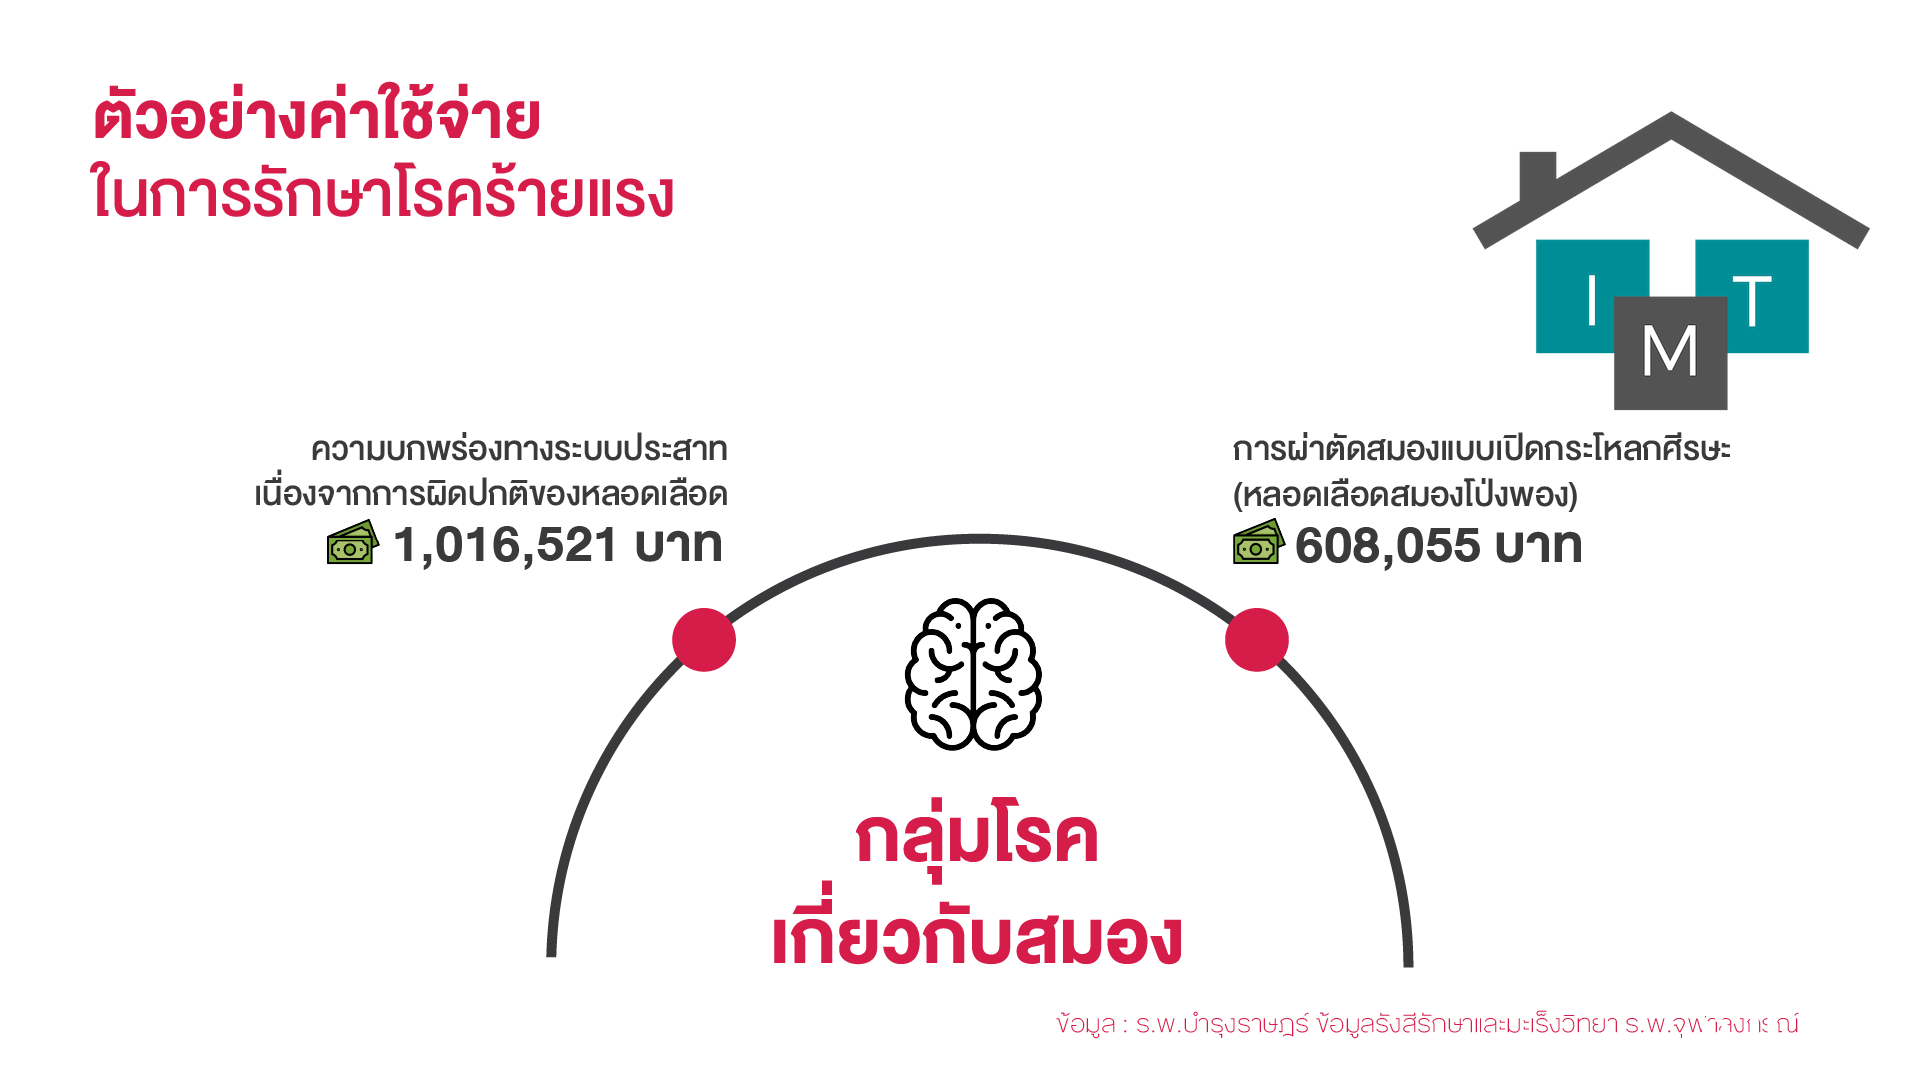 ตัวอย่างค่าใช้จ่าย
ในการรักษาโรคร้ายแรง
I M T
ความบกพร่องทางระบบประสาท
เนื่องจากการผิดปกติของหลอดเลือด
1,016,521 บาท
การผ่าตัดสมองแบบเปิดกระโหลกศีรษะ
(หลอดเลือดสมองโป่งพอง)
608,055 บาท
กลุ่มโรค
เกี่ยวกับสมอง
ข้อมูล : ร.พ.บำรุงราษฎร์ ข้อมูลรังสีรักษาและมะเร็งวิทยา ร.พ.จุฬาลงกรณ์